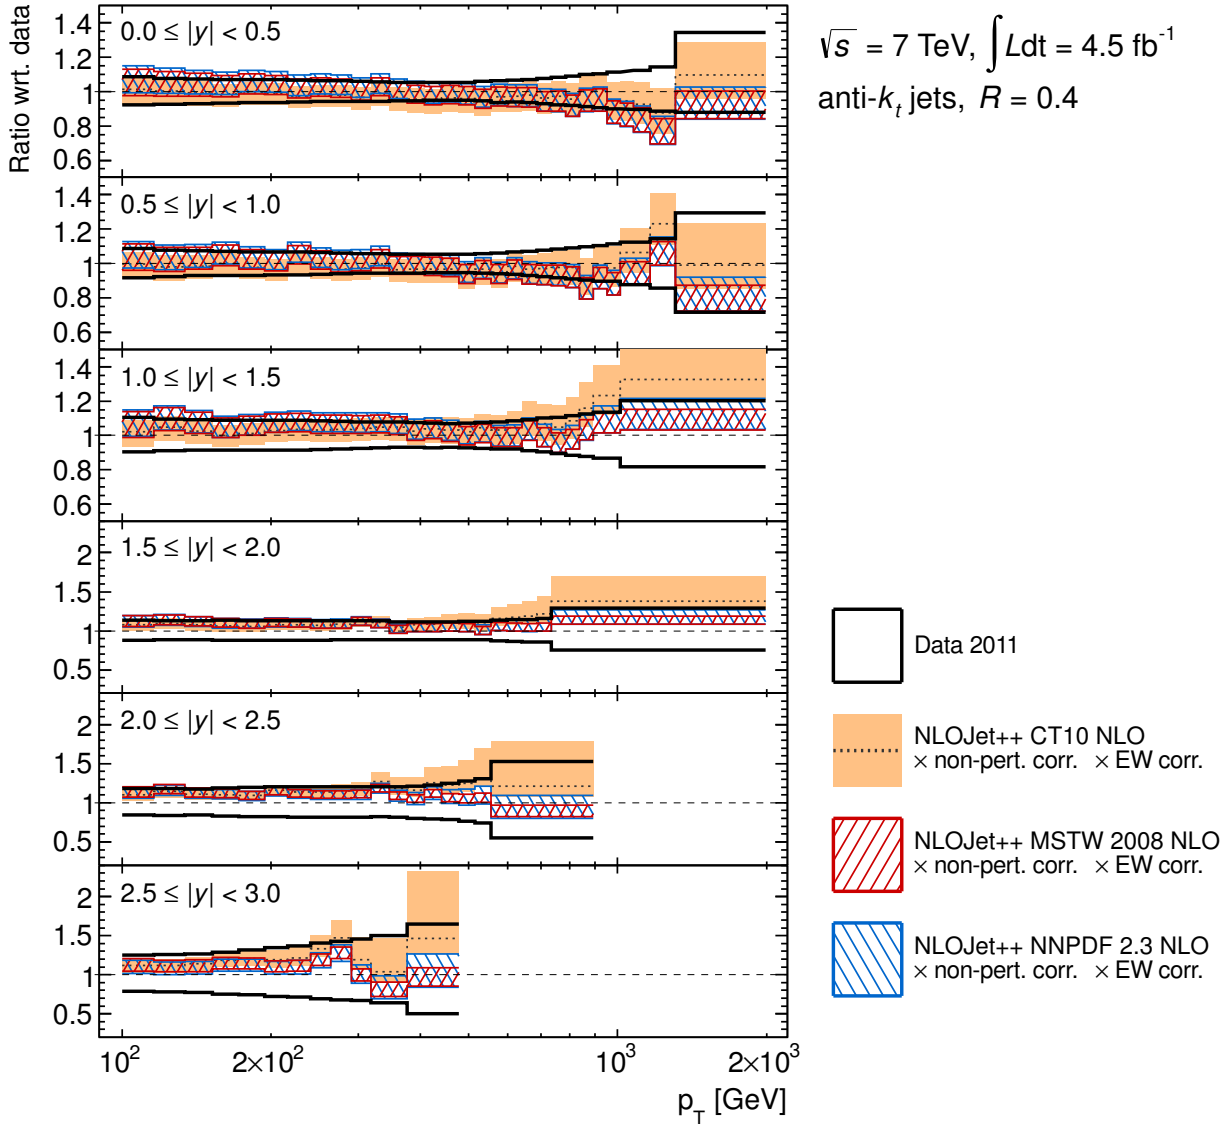 Ratio wrt. data
0.0 ≤ |y| < 0.5
1.4
1.2
1
0.8
0.6
0.5 ≤ |y| < 1.0
1.4
1.2
1
0.8
0.6
1.0 ≤ |y| < 1.5
1.4
1.2
1
0.8
0.6
1.5 ≤ |y| < 2.0
2
1.5
1
0.5
2.0 ≤ |y| < 2.5
2
1.5
1
0.5
2.5 ≤ |y| < 3.0
2
1.5
1
0.5
10² 2×10² 10³ 2×10³
p_T [GeV]
√s = 7 TeV, ∫Ldt = 4.5 fb⁻¹
anti-k_t jets, R = 0.4
Data 2011
NLOJet++ CT10 NLO
× non-pert. corr. × EW corr.
NLOJet++ MSTW 2008 NLO
× non-pert. corr. × EW corr.
NLOJet++ NNPDF 2.3 NLO
× non-pert. corr. × EW corr.